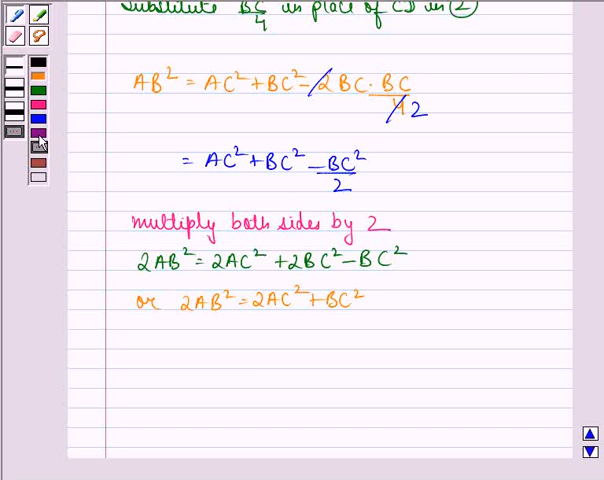 Substitute BC/4 in place of CD in ②
AB² = AC² + BC² - 2BC · BC/4 2
= AC² + BC² - BC²/2
multiply both sides by 2
2AB² = 2AC² + 2BC² - BC²
or 2AB² = 2AC² + BC²